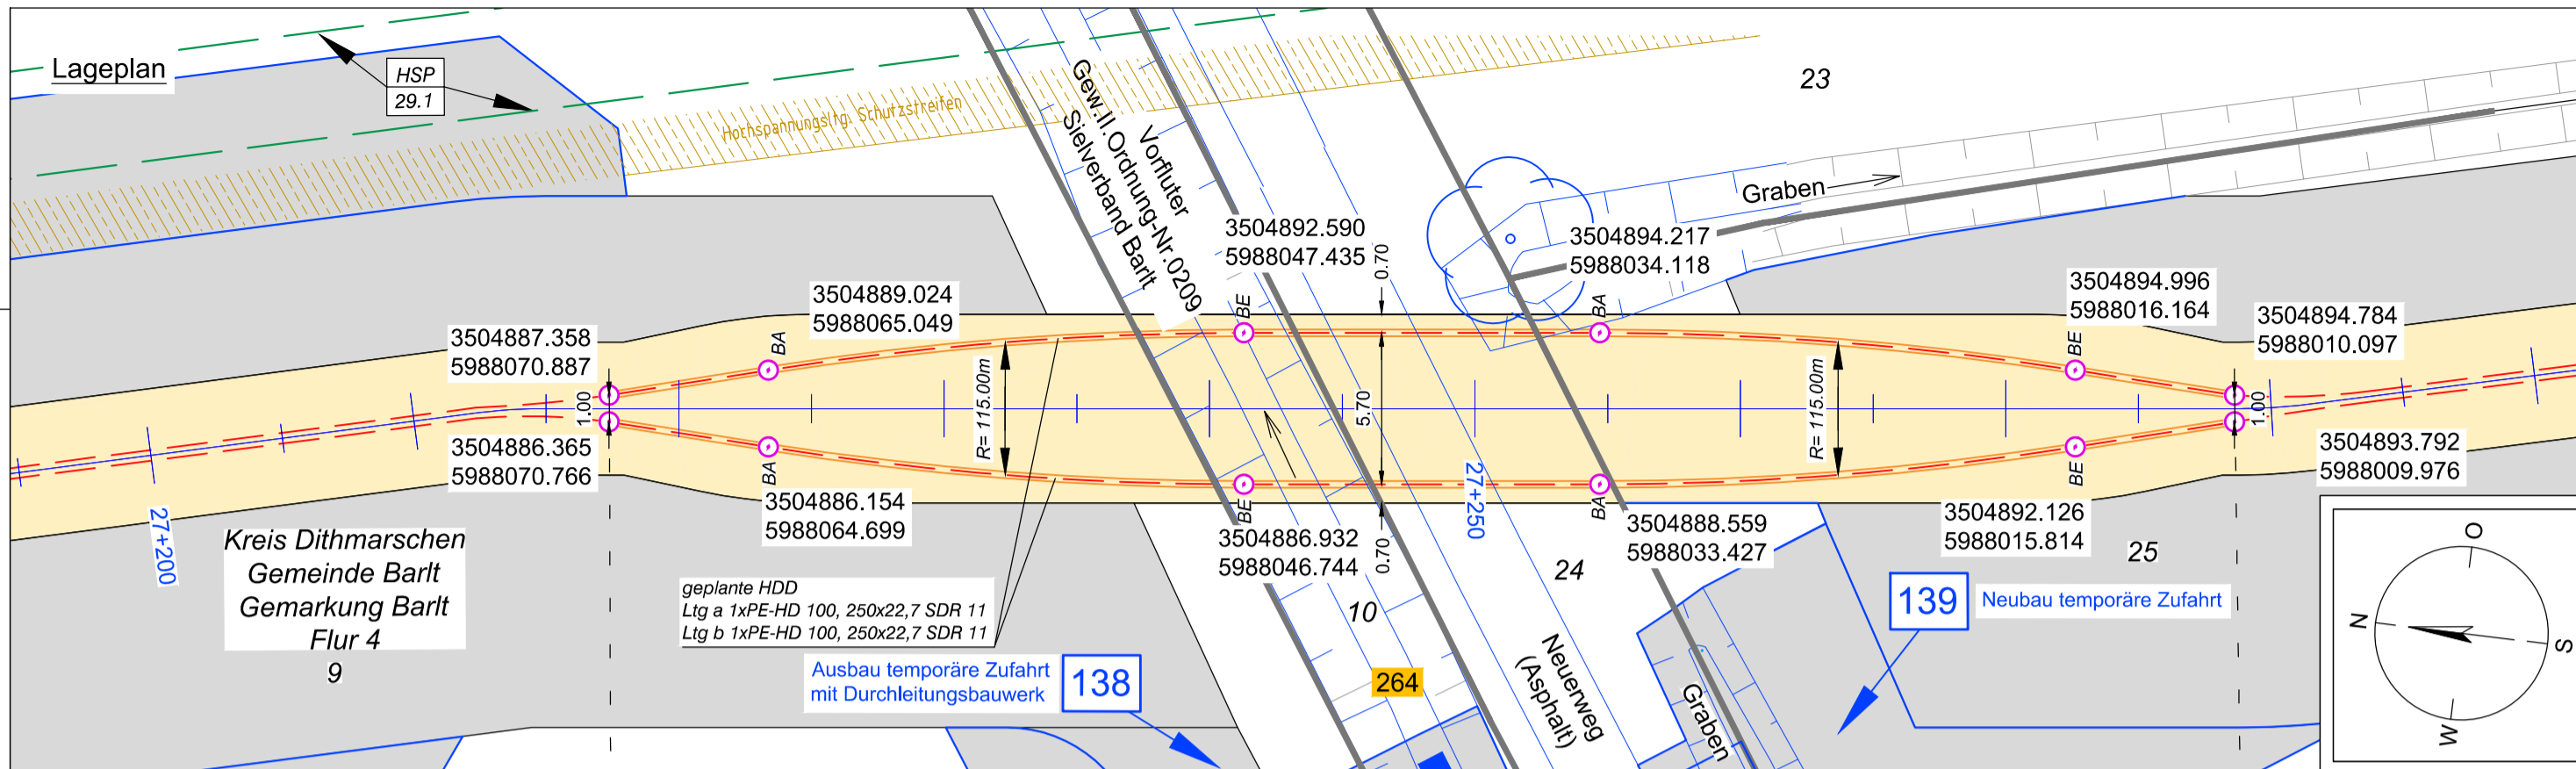 Lageplan
HSP
29.1
Hochspannungsltg. Schutzstreifen
Gew.II.Ordnung-Nr.0209
Sielverband Barlt
Vorfluter
23
Graben
3504892.590
5988047.435
0.70
3504894.217
5988034.118
3504894.996
5988016.164
3504894.784
5988010.097
3504889.024
5988065.049
3504887.358
5988070.887
BA
BE
BA
BE
1.00
R= 115.00m
5.70
R= 115.00m
1.00
3504886.365
5988070.766
BA
BE
BA
BE
3504886.154
5988064.699
3504886.932
5988046.744
0.70
27+250
3504888.559
5988033.427
3504892.126
5988015.814
3504893.792
5988009.976
27+200
Kreis Dithmarschen
Gemeinde Barlt
Gemarkung Barlt
Flur 4
9
geplante HDD
Ltg a 1xPE-HD 100, 250x22,7 SDR 11
Ltg b 1xPE-HD 100, 250x22,7 SDR 11
10
24
25
139
Neubau temporäre Zufahrt
Ausbau temporäre Zufahrt
mit Durchleitungsbauwerk
138
264
Neuerweg
(Asphalt)
Graben
O
N
S
W